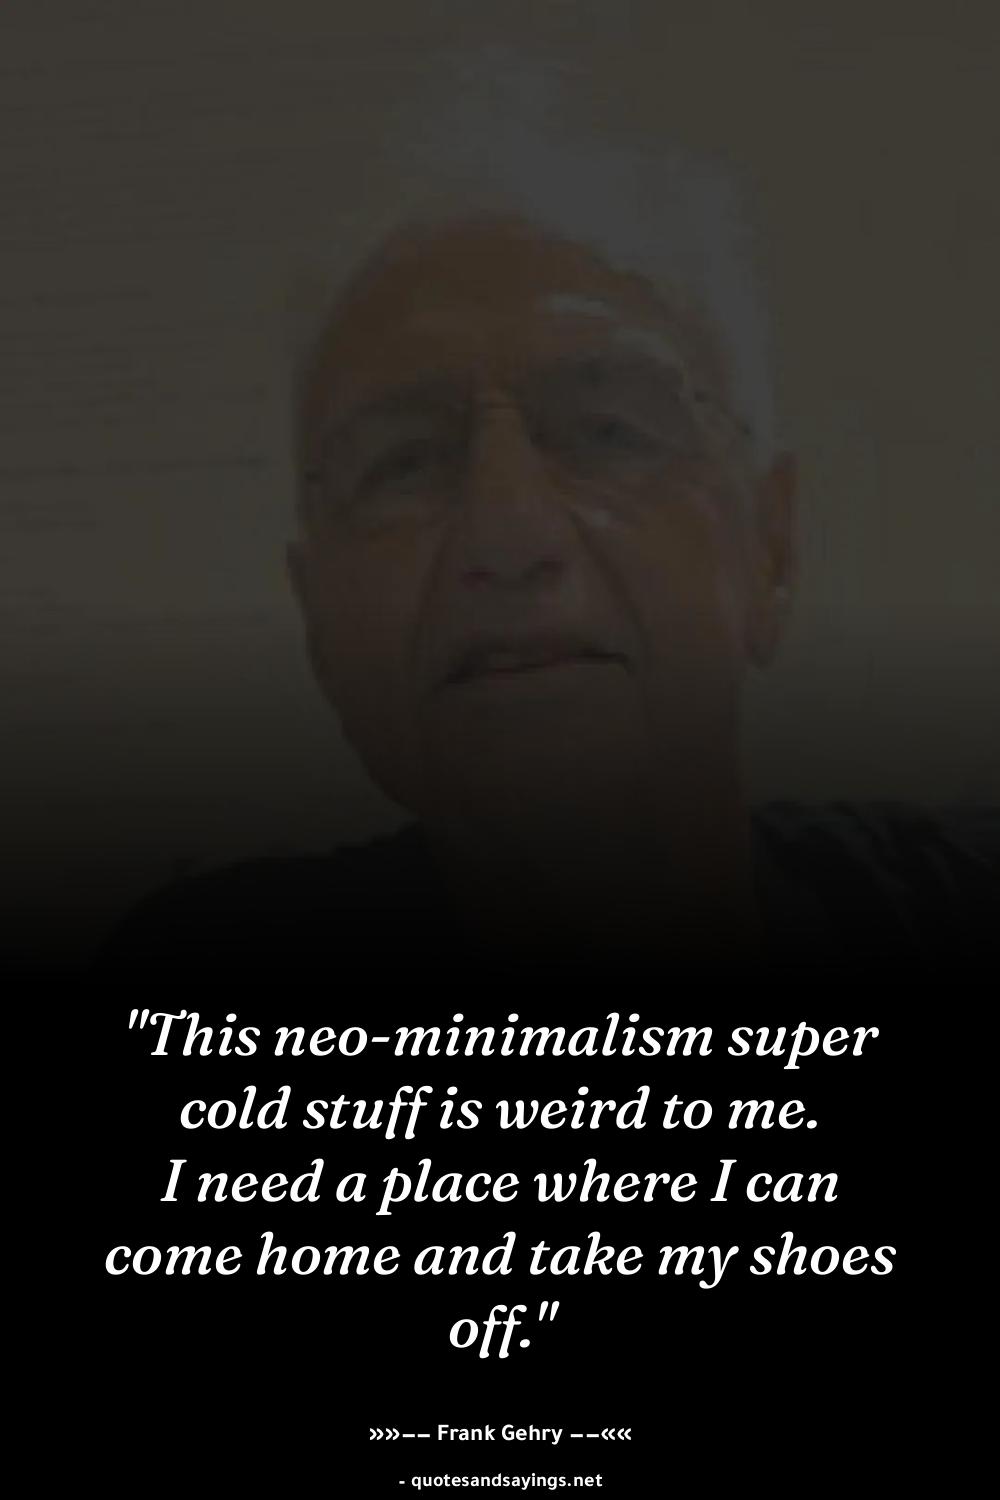 "This neo-minimalism super
cold stuff is weird to me.
I need a place where I can
come home and take my shoes
off."
»»–– Frank Gehry ––««
- quotesandsayings.net